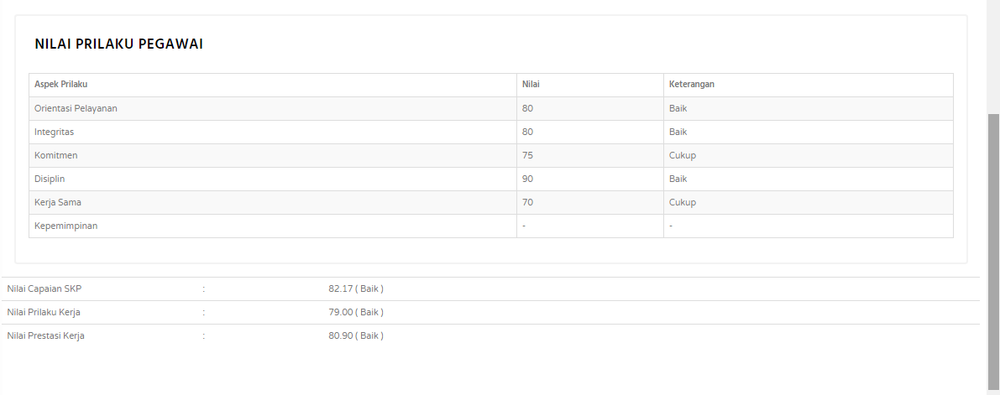 NILAI PRILAKU PEGAWAI
Aspek Prilaku Nilai Keterangan
Orientasi Pelayanan 80 Baik
Integritas 80 Baik
Komitmen 75 Cukup
Disiplin 90 Baik
Kerja Sama 70 Cukup
Kepemimpinan - -
Nilai Capaian SKP : 82.17 ( Baik )
Nilai Prilaku Kerja : 79.00 ( Baik )
Nilai Prestasi Kerja : 80.90 ( Baik )